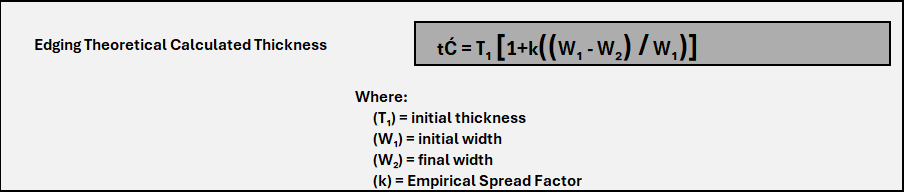 Edging Theoretical Calculated Thickness
tĆ = T₁ [1+k((W₁ - W₂) / W₁)]
Where:
(T₁) = initial thickness
(W₁) = initial width
(W₂) = final width
(k) = Empirical Spread Factor